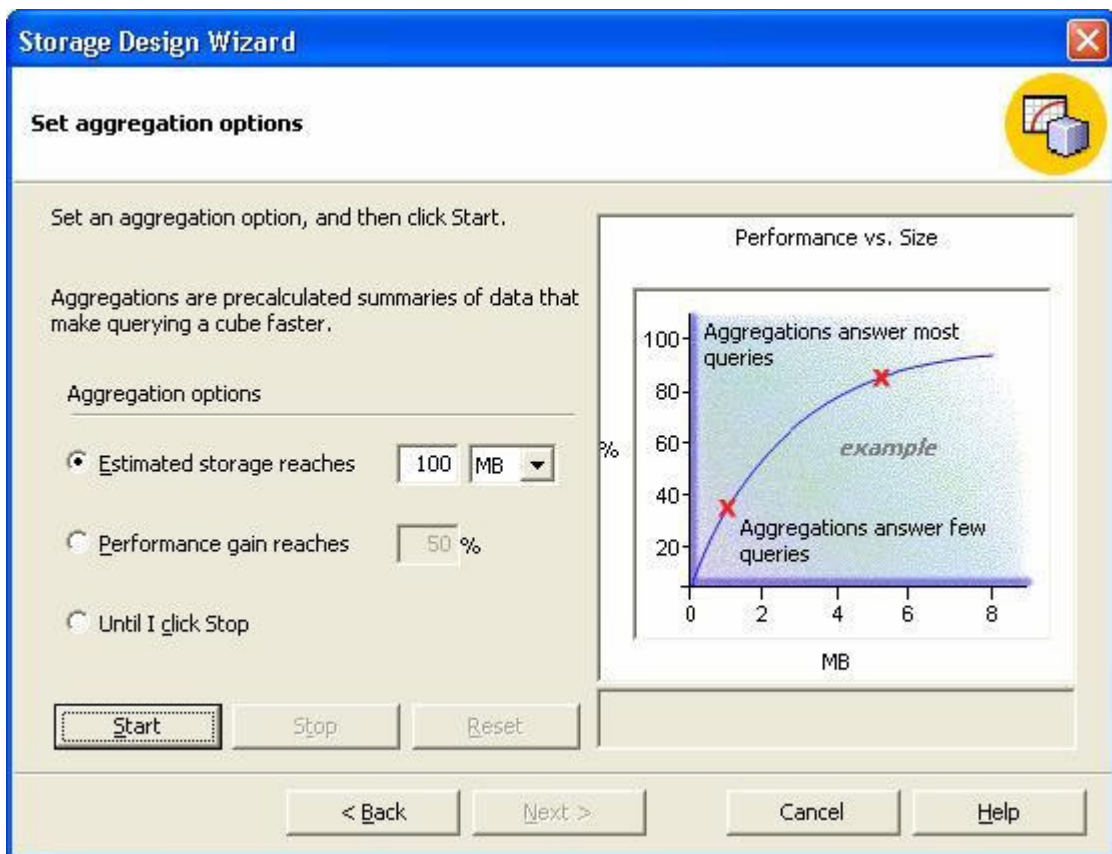 Storage Design Wizard
Set aggregation options
Set an aggregation option, and then click Start.
Aggregations are precalculated summaries of data that
make querying a cube faster.
Aggregation options
Estimated storage reaches 100 MB
Performance gain reaches 50 %
Until I click Stop
Start Stop Reset
Performance vs. Size
100
80
60
40
20
%
Aggregations answer most
queries
example
Aggregations answer few
queries
0 2 4 6 8
MB
< Back Next > Cancel Help